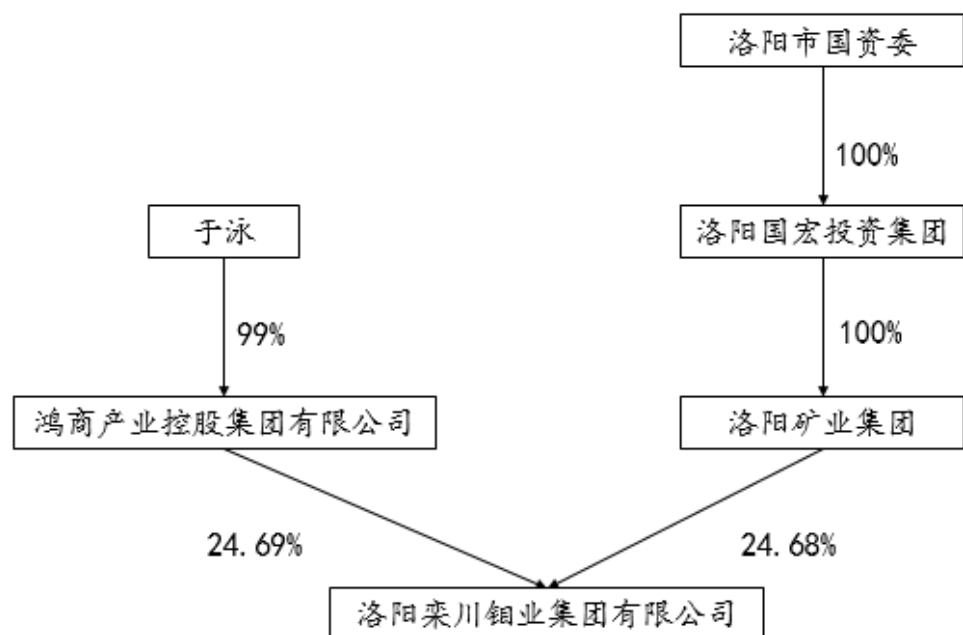 洛阳市国资委
100%
于泳
洛阳国宏投资集团
99%
100%
鸿商产业控股集团有限公司
洛阳矿业集团
24.69%
24.68%
洛阳栾川钼业集团有限公司